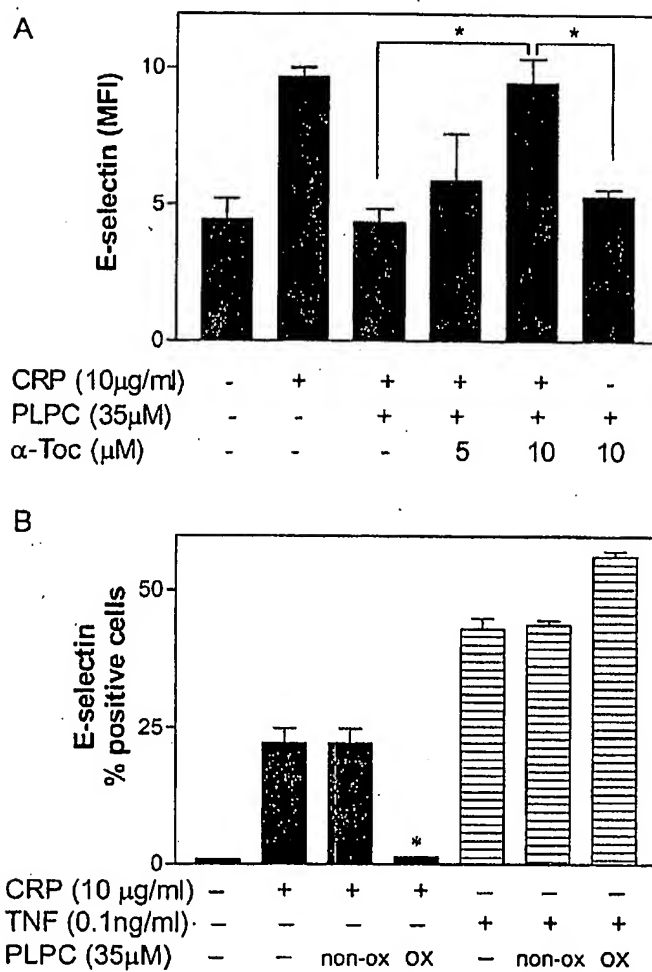 A
* *
10
5
0
E-selectin (MFI)
CRP (10µg/ml) - + + + + -
PLPC (35µM) - - + + + +
α-Toc (µM) - - - 5 10 10
B
50
25
0
E-selectin
% positive cells
*
CRP (10 µg/ml) – + + + – – –
TNF (0.1ng/ml) – – – – + + +
PLPC (35µM) – – non-ox OX – non-ox OX